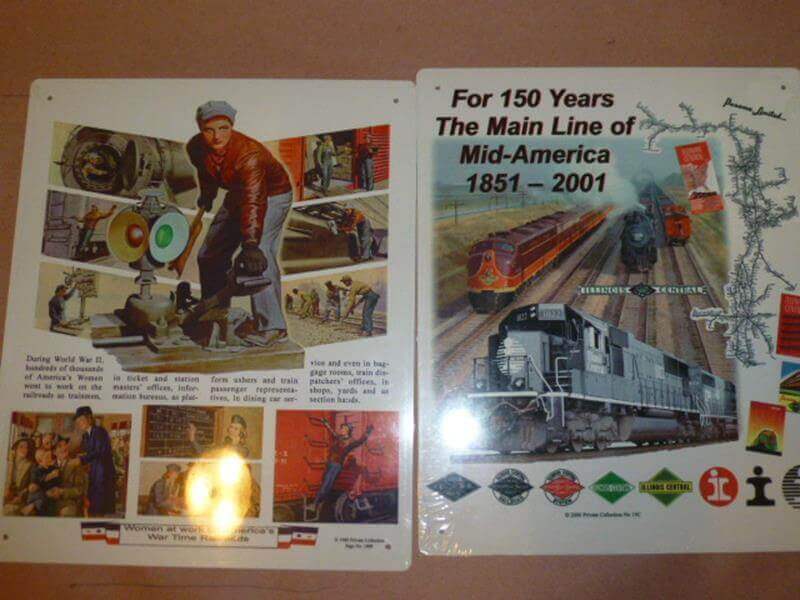 During World War II,
hundreds of thousands
of America's Women
went to work on the
railroads as trainmen,
in ticket and station
masters' offices, infor-
mation bureaus, as plat-
form ushers and train
passenger representa-
tives, in dining car ser-
vice and even in bag-
gage rooms, train dis-
patchers' offices, in
shops, yards and as
section hands.
Women at work on America's
War Time Railroads
For 150 Years
The Main Line of
Mid-America
1851 – 2001
Panama Limited
ILLINOIS CENTRAL
ILLINOIS CENTRAL